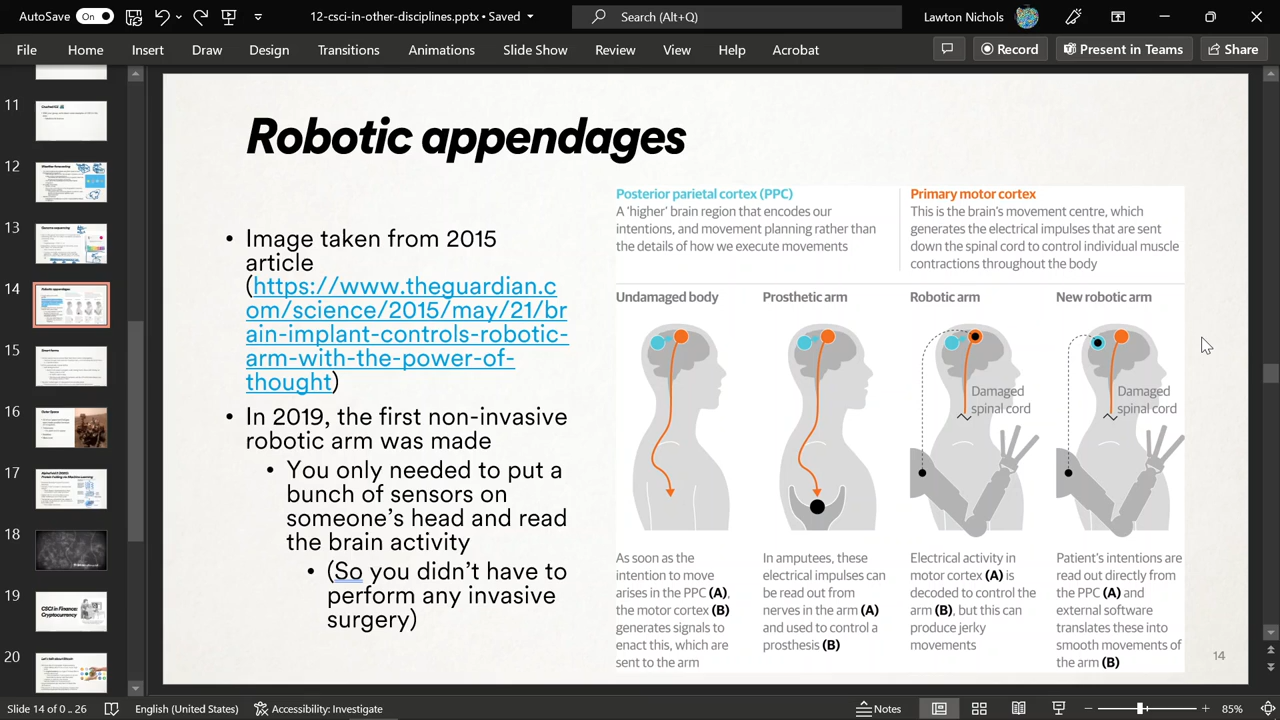 AutoSave
On
12-csci-in-other-disciplines.pptx • Saved
Search (Alt+Q)
Lawton Nichols
File
Home
Insert
Draw
Design
Transitions
Animations
Slide Show
Review
View
Help
Acrobat
Record
Present in Teams
Share
11
12
13
14
15
16
17
18
19
20
Robotic appendages
• Image taken from 2015
article
(https://www.theguardian.c
om/science/2015/may/21/br
ain-implant-controls-robotic-
arm-with-the-power-of-
thought)
• In 2019, the first non-invasive
robotic arm was made
• You only needed to put a
bunch of sensors on
someone's head and read
the brain activity
• (So you didn't have to
perform any invasive
surgery)
Posterior parietal cortex (PPC)
A 'higher' brain region that encodes our
intentions, and movement planning rather than
the details of how we execute movements
Primary motor cortex
This is the brain's movement centre, which
generates the electrical impulses that are sent
down the spinal cord to control individual muscle
contractions throughout the body
Undamaged body
As soon as the
intention to move
arises in the PPC (A),
the motor cortex (B)
generates signals to
enact this, which are
sent to the arm
Prosthetic arm
In amputees, these
electrical impulses can
be read out from
nerves in the arm (A)
and used to control a
prosthesis (B)
Robotic arm
Damaged
spinal cord
Electrical activity in
motor cortex (A) is
decoded to control the
arm (B), but this can
produce jerky
movements
New robotic arm
Damaged
spinal cord
Patient's intentions are
read out directly from
the PPC (A) and
external software
translates these into
smooth movements of
the arm (B)
14
Slide 14 of 0 .. 26
English (United States)
Accessibility: Investigate
Notes
85%